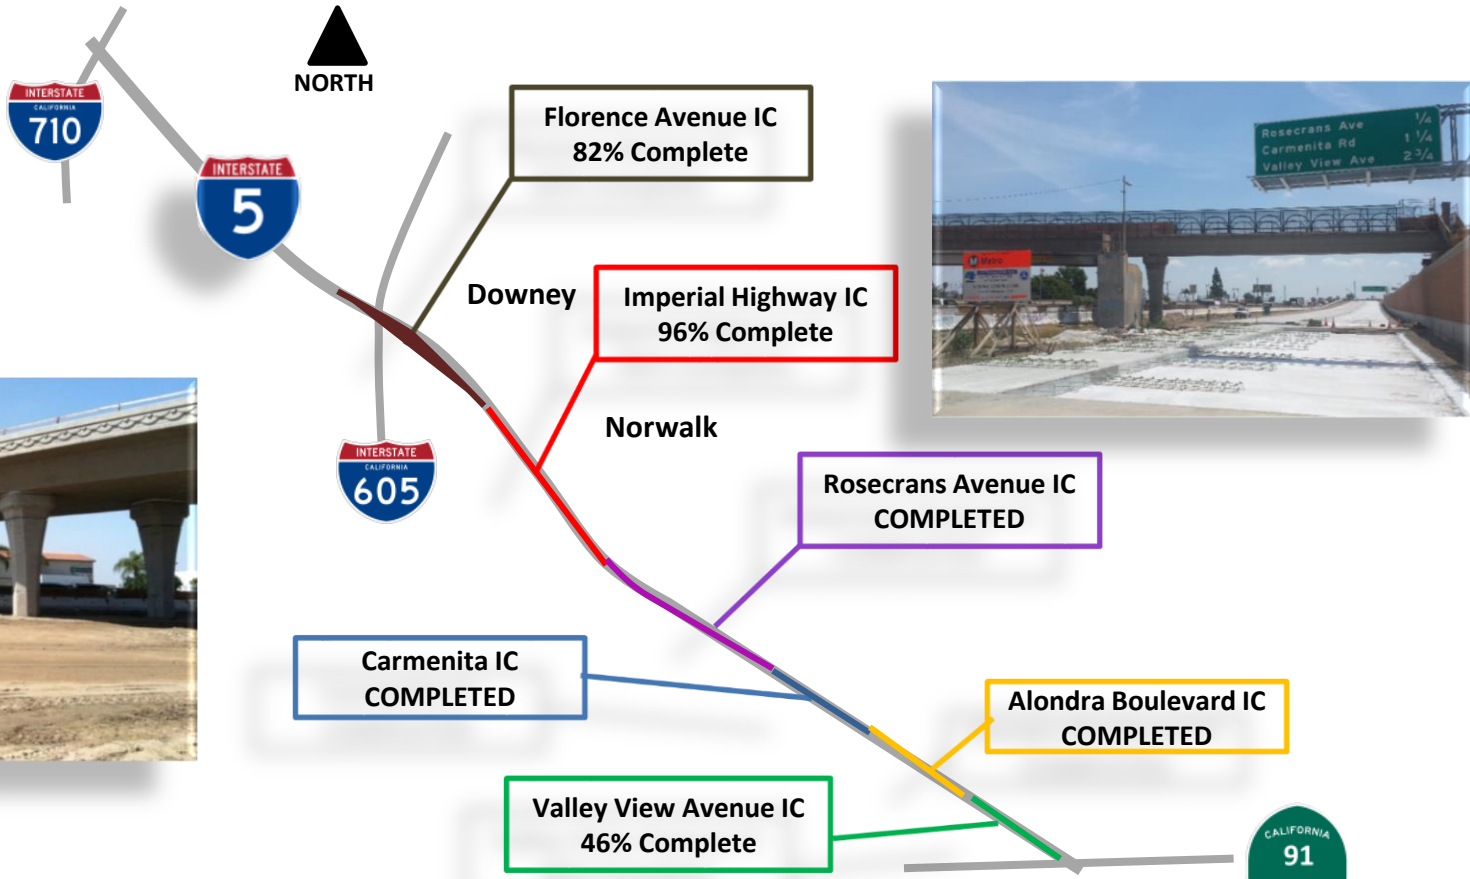 INTERSTATE
CALIFORNIA
710
NORTH
INTERSTATE
5
Florence Avenue IC
82% Complete
Rosecrans Ave 1/4
Carmenita Rd 1 1/4
Valley View Ave 2 3/4
Metro
Downey
Imperial Highway IC
96% Complete
Norwalk
INTERSTATE
CALIFORNIA
605
Rosecrans Avenue IC
COMPLETED
Carmenita IC
COMPLETED
Alondra Boulevard IC
COMPLETED
Valley View Avenue IC
46% Complete
CALIFORNIA
91